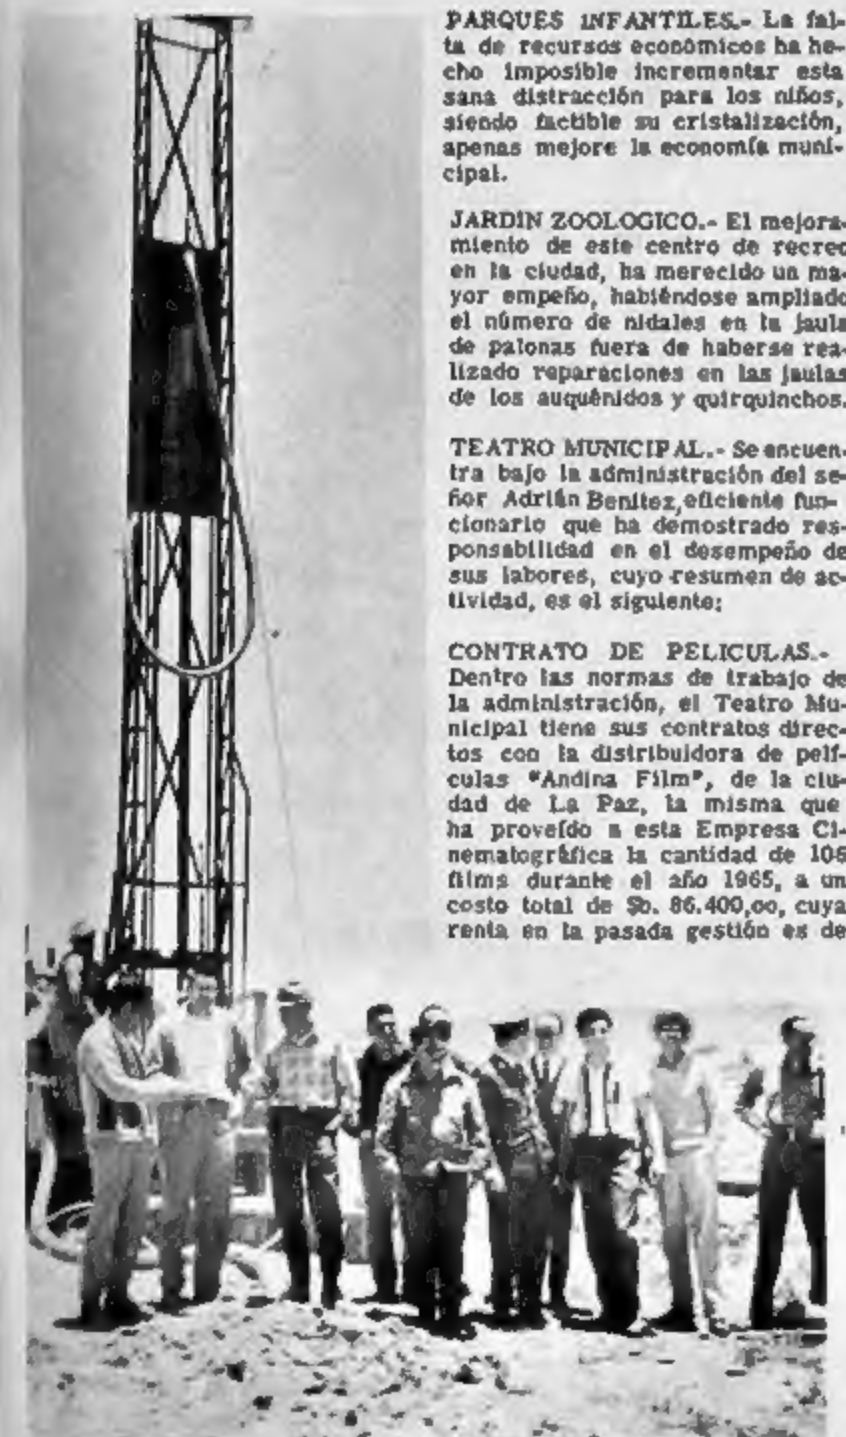 PARQUES INFANTILES.- La fal-
ta de recursos económicos ha he-
cho imposible incrementar esta
sana distracción para los niños,
siendo factible su cristalización,
apenas mejore la economía muni-
cipal.
JARDIN ZOOLOGICO.- El mejora-
miento de este centro de recreo
en la ciudad, ha merecido un ma-
yor empeño, habiéndose ampliado
el número de nidales en la jaula
de palonas fuera de haberse rea-
lizado reparaciones en las jaulas
de los auquénidos y quirquinchos.
TEATRO MUNICIPAL.- Se encuen-
tra bajo la administración del se-
ñor Adrián Benitez, eficiente fun-
cionario que ha demostrado res-
ponsabilidad en el desempeño de
sus labores, cuyo resumen de ac-
tividad, es el siguiente:
CONTRATO DE PELICULAS.-
Dentro las normas de trabajo de
la administración, el Teatro Mu-
nicipal tiene sus contratos direc-
tos con la distribuidora de pelí-
culas "Andina Film", de la ciu-
dad de La Paz, la misma que
ha proveído a esta Empresa Ci-
nematográfica la cantidad de 106
films durante el año 1965, a un
costo total de $b. 86.400,oo, cuya
renta en la pasada gestión es de